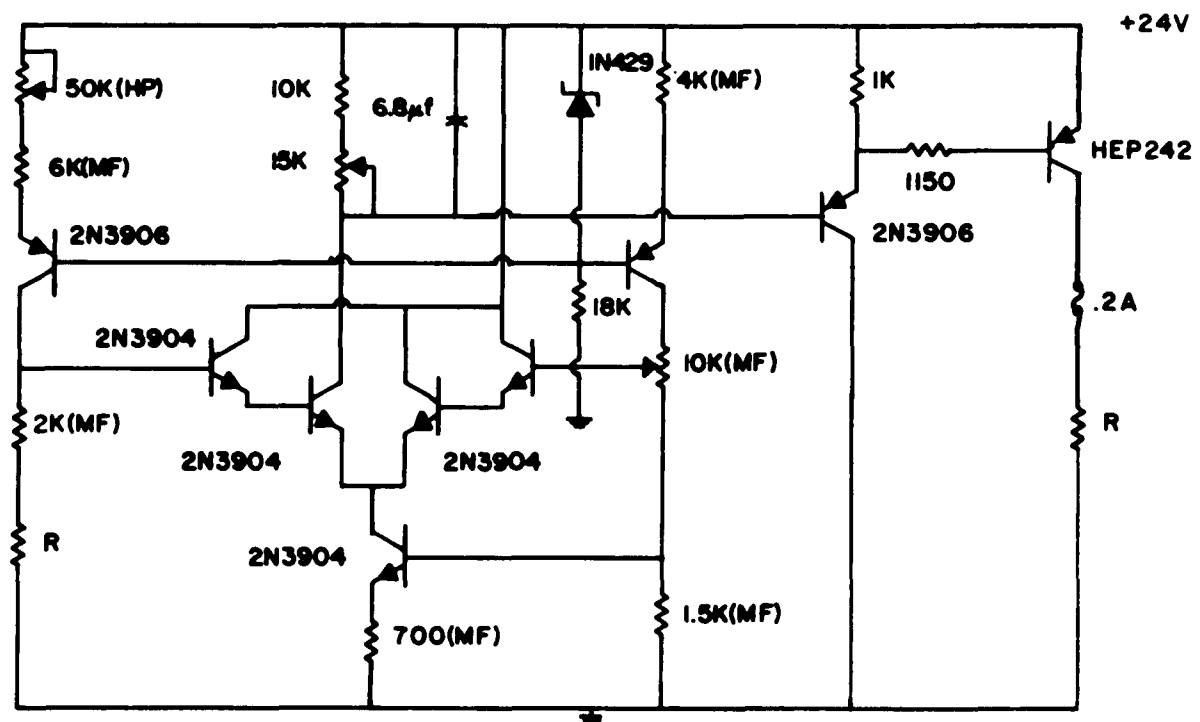 +24V
50K(HP)
10K
6.8μf
1N429
4K(MF)
1K
HEP242
6K(MF)
15K
1150
2N3906
2N3906
18K
.2A
2N3904
10K(MF)
2K(MF)
R
2N3904
2N3904
R
2N3904
1.5K(MF)
700(MF)